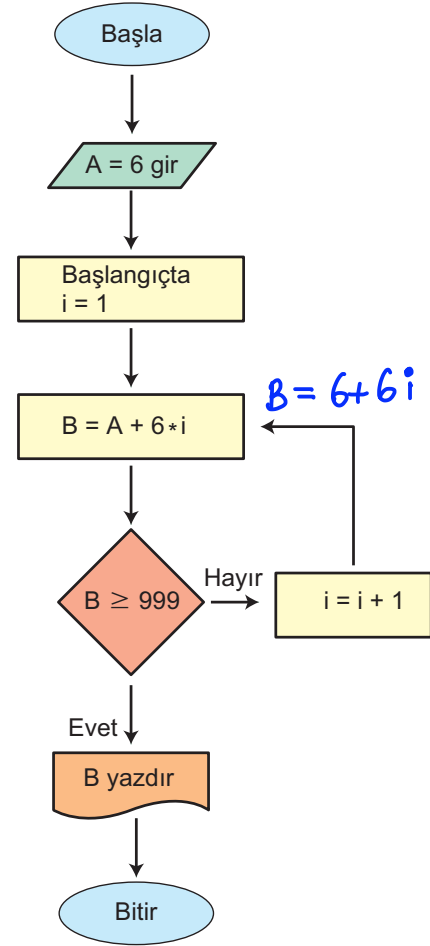 Başla
A = 6 gir
Başlangıçta
i = 1
B = 6+6i
B = A + 6*i
B ≥ 999
Hayır
i = i + 1
Evet
B yazdır
Bitir